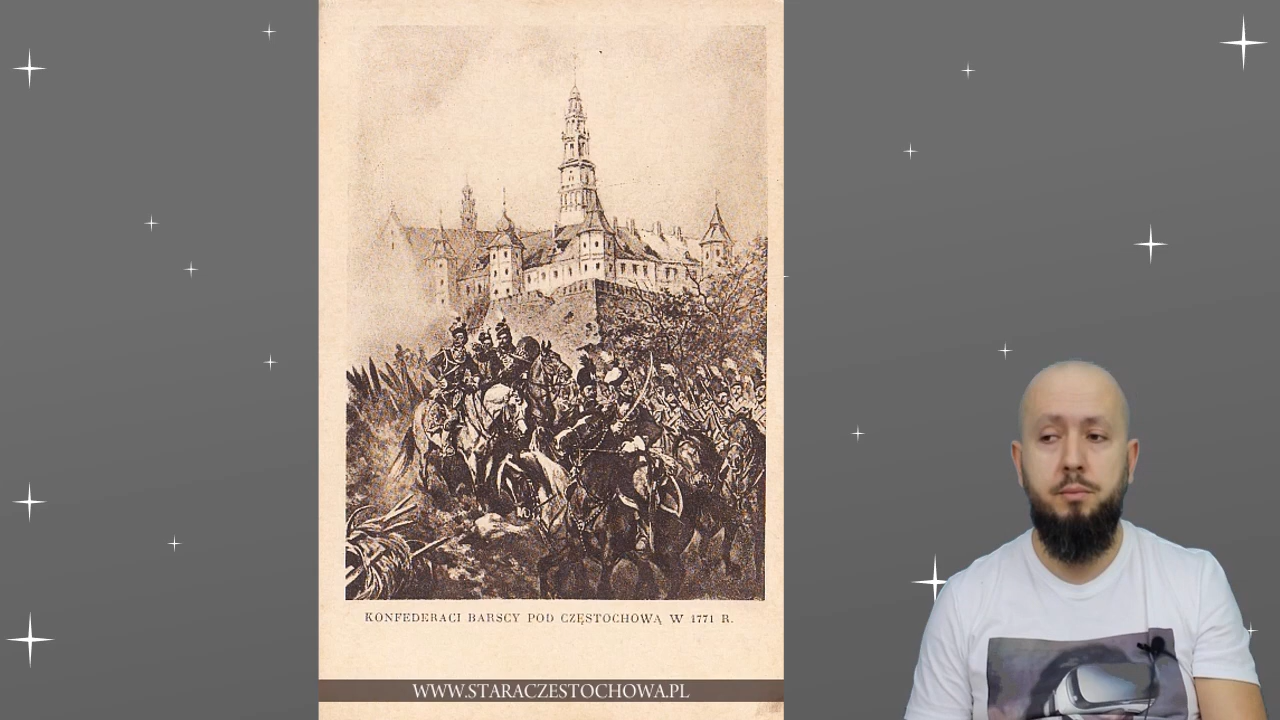 KONFEDERACI BARSCY POD CZĘSTOCHOWĄ W 1771 R.
WWW.STARACZESTOCHOWA.PL